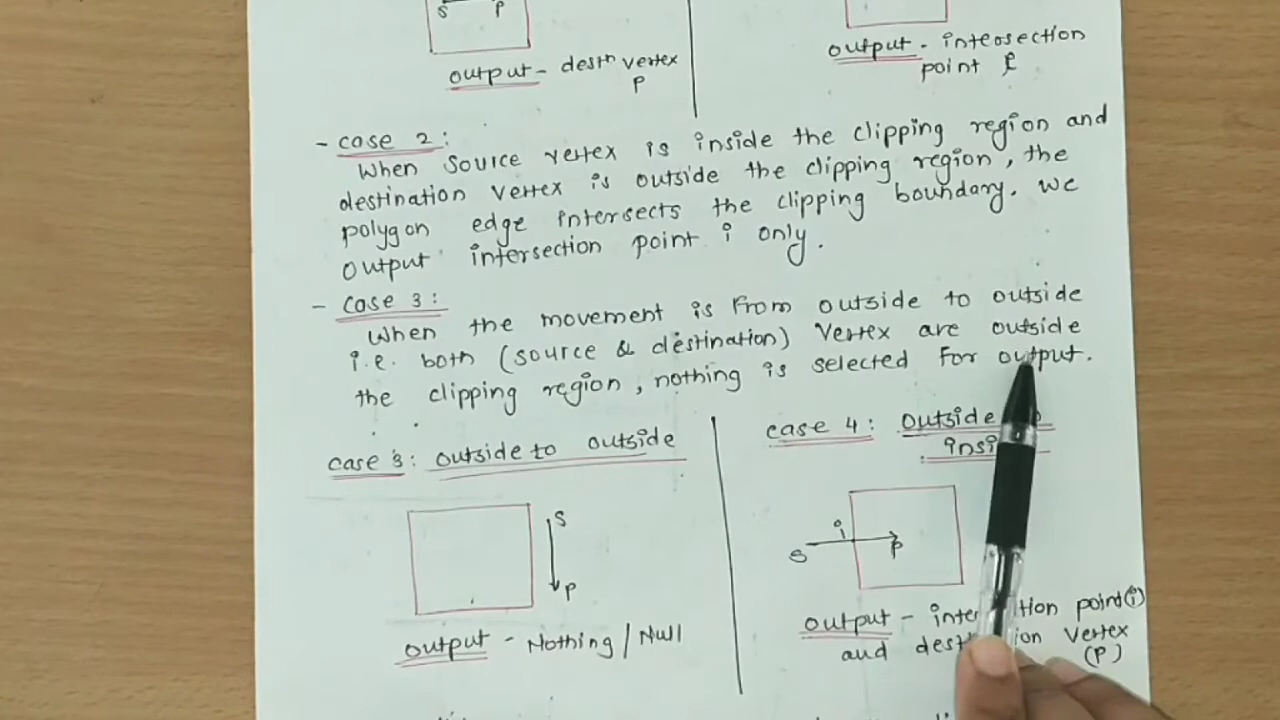 S P
output - destn vertex
P
output - intersection
point i
- case 2:
When source vertex is inside the clipping region and
destination vertex is outside the clipping region, the
polygon edge intersects the clipping boundary. We
output intersection point i only.
- case 3:
When the movement is From outside to outside
i.e. both (source & destination) vertex are outside
the clipping region, nothing is selected for output.
case 3: outside to outside
S
P
output - Nothing / Null
case 4: outside
S i P
output - point(i)
and vertex
(P)